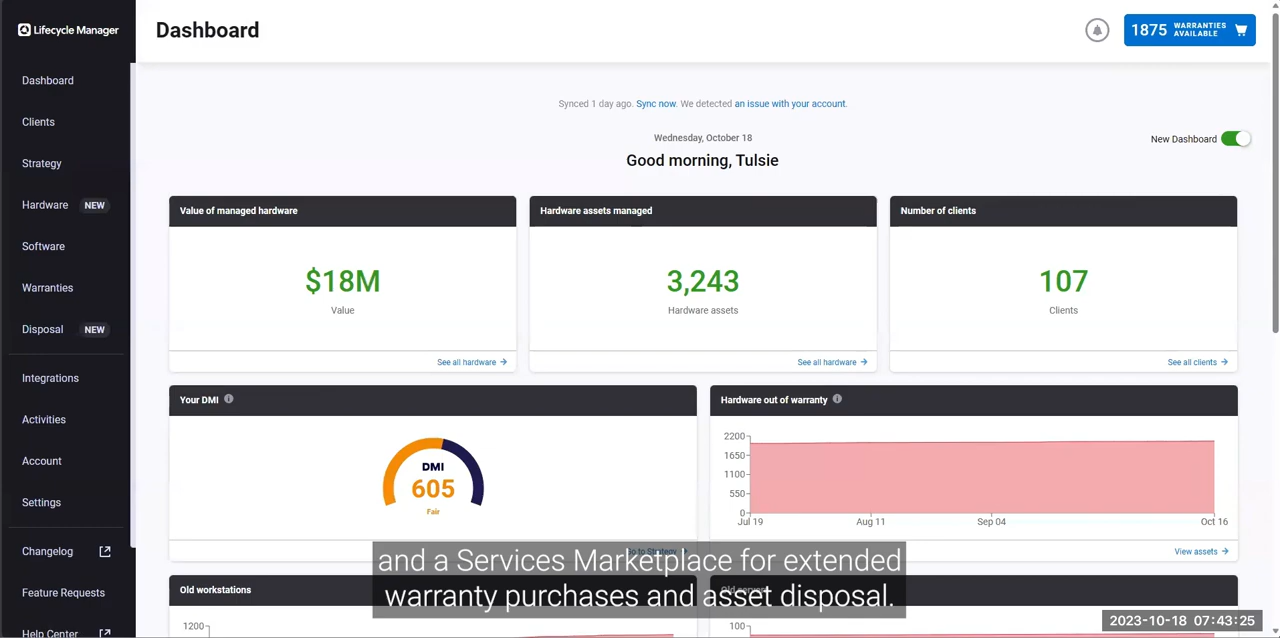 Lifecycle Manager
Dashboard
1875 WARRANTIES AVAILABLE
Dashboard
Clients
Strategy
Hardware NEW
Software
Warranties
Disposal NEW
Integrations
Activities
Account
Settings
Changelog
Feature Requests
Help Center
Synced 1 day ago. Sync now. We detected an issue with your account.
Wednesday, October 18
Good morning, Tulsie
New Dashboard
Value of managed hardware
$18M
Value
See all hardware
Hardware assets managed
3,243
Hardware assets
See all hardware
Number of clients
107
Clients
See all clients
Your DMI
DMI
605
Fair
Go to Strategy
Hardware out of warranty
2200
1650
1100
550
0
Jul 19 Aug 11 Sep 04 Oct 16
View assets
Old workstations
1200
100
and a Services Marketplace for extended
warranty purchases and asset disposal.
2023-10-18 07:43:25